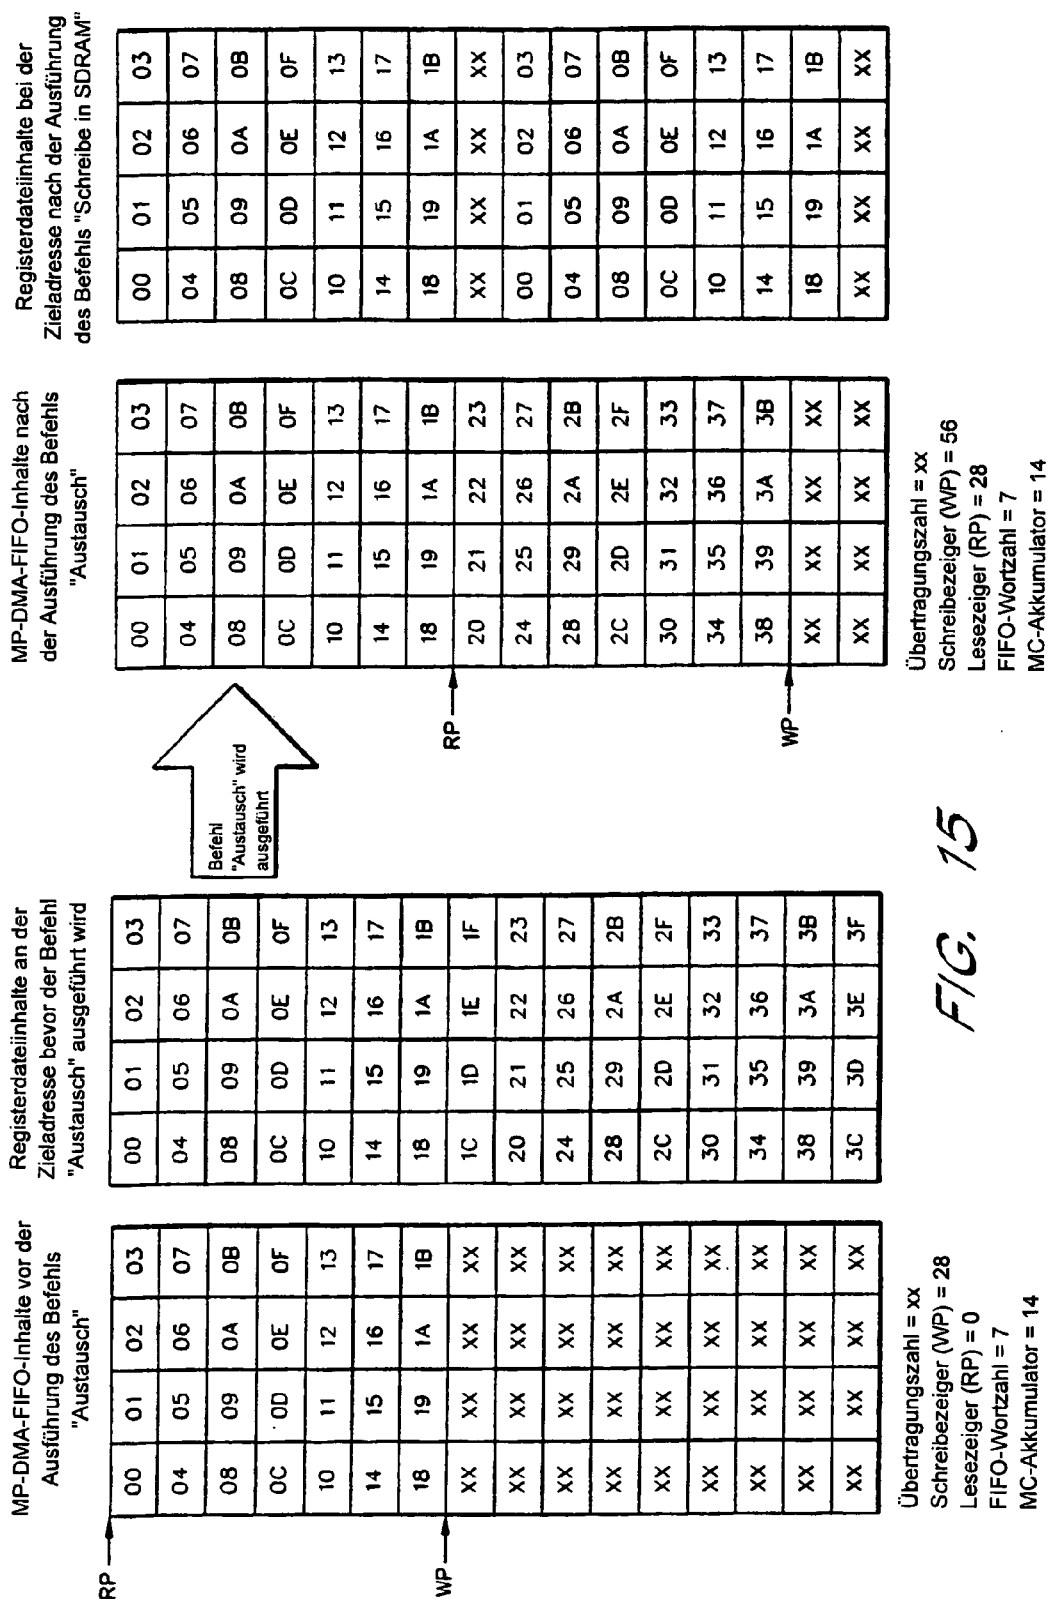 MP-DMA-FIFO-Inhalte vor der
Ausführung des Befehls
"Austausch"
RP
00 01 02 03
04 05 06 07
08 09 0A 0B
0C 0D 0E 0F
10 11 12 13
14 15 16 17
18 19 1A 1B
WP
XX XX XX XX
XX XX XX XX
XX XX XX XX
XX XX XX XX
XX XX XX XX
XX XX XX XX
XX XX XX XX
XX XX XX XX
XX XX XX XX
Übertragungszahl = xx
Schreibezeiger (WP) = 28
Lesezeiger (RP) = 0
FIFO-Wortzahl = 7
MC-Akkumulator = 14
Registerdateiinhalte an der
Zieladresse bevor der Befehl
"Austausch" ausgeführt wird
00 01 02 03
04 05 06 07
08 09 0A 0B
0C 0D 0E 0F
10 11 12 13
14 15 16 17
18 19 1A 1B
1C 1D 1E 1F
20 21 22 23
24 25 26 27
28 29 2A 2B
2C 2D 2E 2F
30 31 32 33
34 35 36 37
38 39 3A 3B
3C 3D 3E 3F
Befehl
"Austausch" wird
ausgeführt
MP-DMA-FIFO-Inhalte nach
der Ausführung des Befehls
"Austausch"
00 01 02 03
04 05 06 07
08 09 0A 0B
0C 0D 0E 0F
10 11 12 13
14 15 16 17
18 19 1A 1B
RP
20 21 22 23
24 25 26 27
28 29 2A 2B
2C 2D 2E 2F
30 31 32 33
34 35 36 37
38 39 3A 3B
WP
XX XX XX XX
XX XX XX XX
Übertragungszahl = xx
Schreibezeiger (WP) = 56
Lesezeiger (RP) = 28
FIFO-Wortzahl = 7
MC-Akkumulator = 14
Registerdateiinhalte bei der
Zieladresse nach der Ausführung
des Befehls "Schreibe in SDRAM"
00 01 02 03
04 05 06 07
08 09 0A 0B
0C 0D 0E 0F
10 11 12 13
14 15 16 17
18 19 1A 1B
XX XX XX XX
00 01 02 03
04 05 06 07
08 09 0A 0B
0C 0D 0E 0F
10 11 12 13
14 15 16 17
18 19 1A 1B
XX XX XX XX
FIG. 15